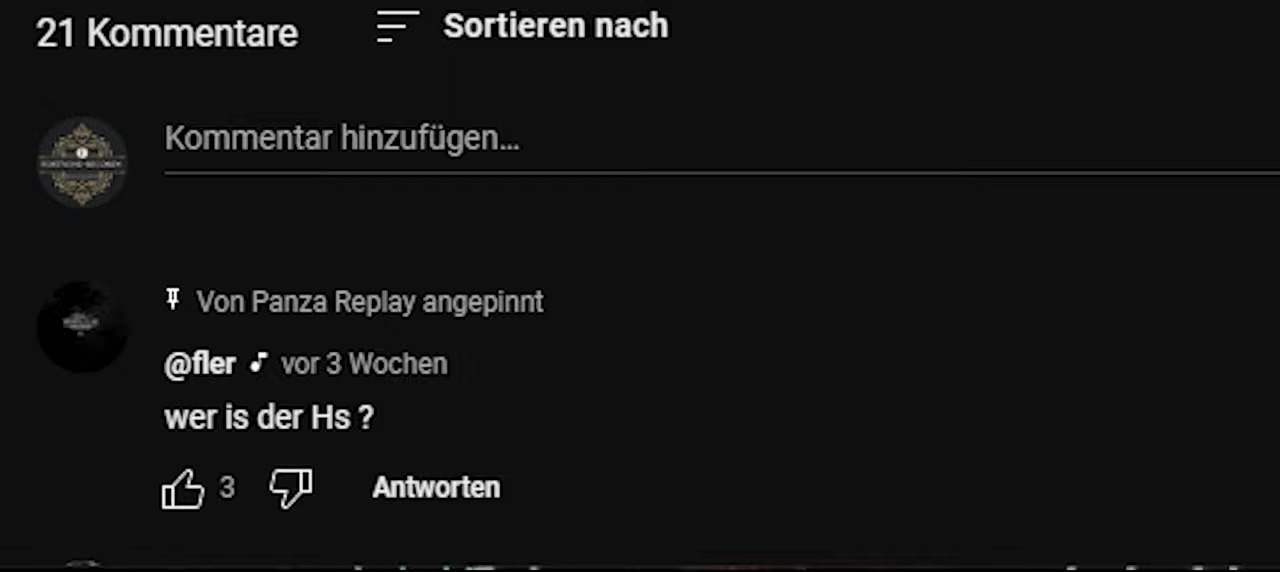 21 Kommentare
Sortieren nach
Kommentar hinzufügen...
Von Panza Replay angepinnt
@fler vor 3 Wochen
wer is der Hs ?
3
Antworten